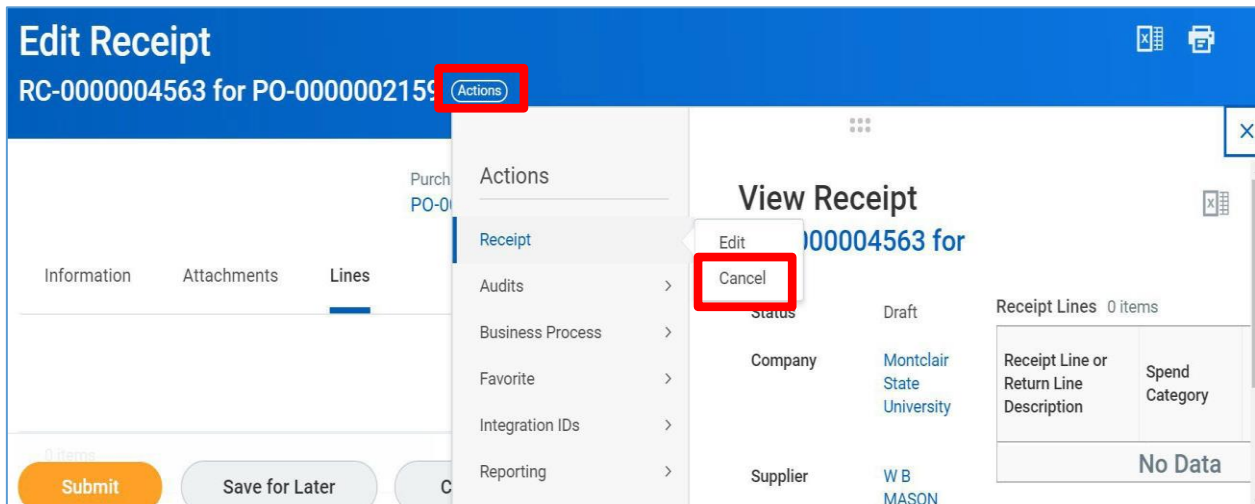 Edit Receipt
RC-0000004563 for PO-0000002159 Actions
Purch
PO-00
Information Attachments Lines
0 items
Submit Save for Later C
Actions
Receipt
Audits
Business Process
Favorite
Integration IDs
Reporting
Edit
Cancel
View Receipt
000004563 for
Status Draft
Company Montclair
State
University
Supplier W B
MASON
Receipt Lines 0 items
Receipt Line or
Return Line
Description
Spend
Category
No Data